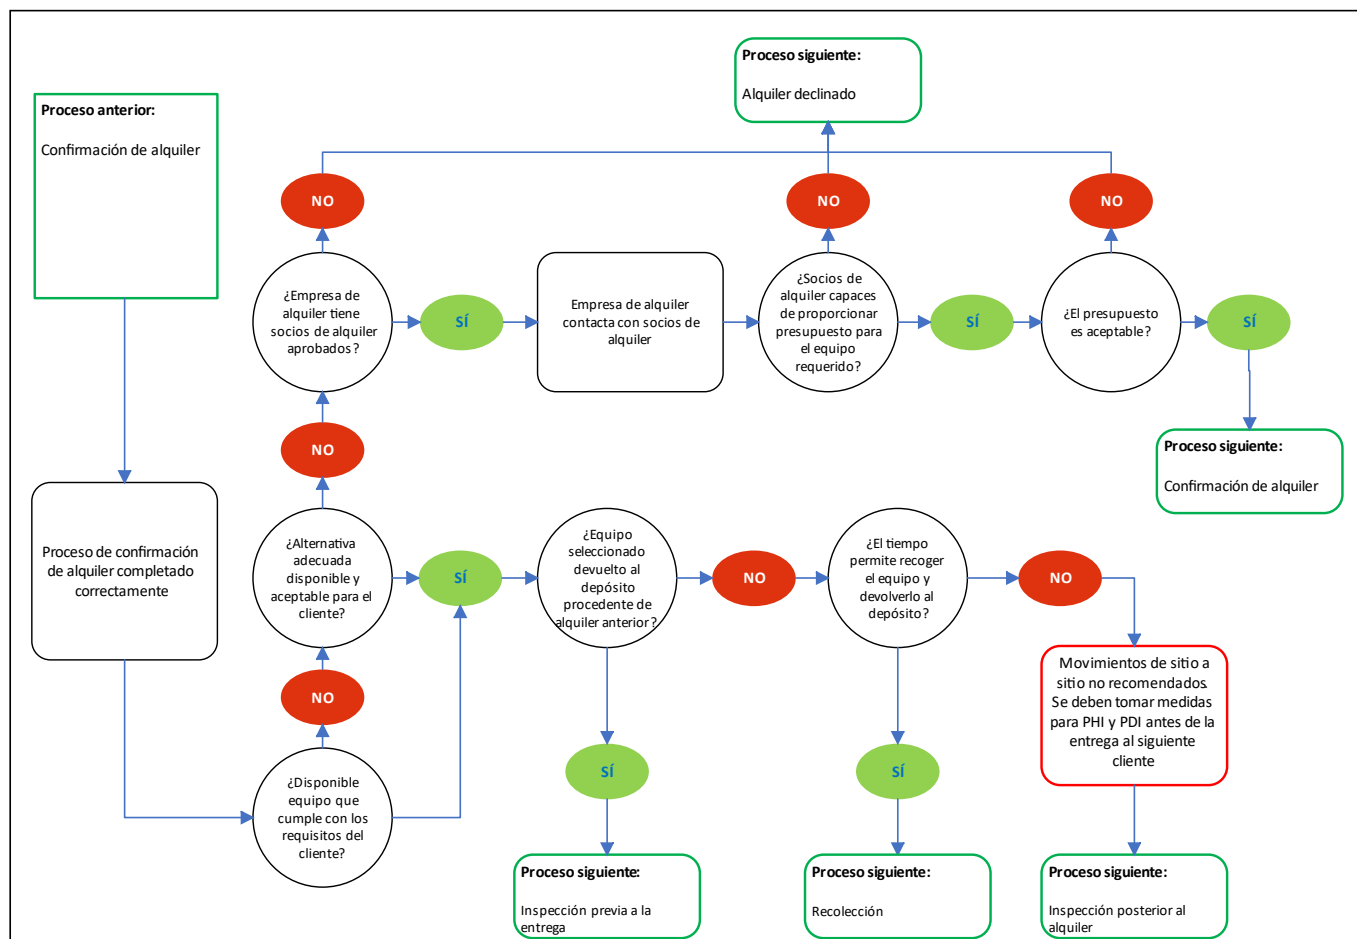 Proceso anterior:
Confirmación de alquiler
Proceso siguiente:
Alquiler declinado
NO
NO
NO
¿Empresa de
alquiler tiene
socios de alquiler
aprobados?
SÍ
Empresa de alquiler
contacta con socios de
alquiler
¿Socios de
alquiler capaces
de proporcionar
presupuesto para
el equipo
requerido?
SÍ
¿El presupuesto
es aceptable?
SÍ
NO
Proceso siguiente:
Confirmación de alquiler
Proceso de confirmación
de alquiler completado
correctamente
¿Alternativa
adecuada
disponible y
aceptable para el
cliente?
SÍ
¿Equipo
seleccionado
devuelto al
depósito
procedente de
alquiler anterior?
NO
¿El tiempo
permite recoger
el equipo y
devolverlo al
depósito?
NO
NO
Movimientos de sitio a
sitio no recomendados.
Se deben tomar medidas
para PHI y PDI antes de la
entrega al siguiente
cliente
¿Disponible
equipo que
cumple con los
requisitos del
cliente?
SÍ
SÍ
Proceso siguiente:
Inspección previa a la
entrega
Proceso siguiente:
Recolección
Proceso siguiente:
Inspección posterior al
alquiler